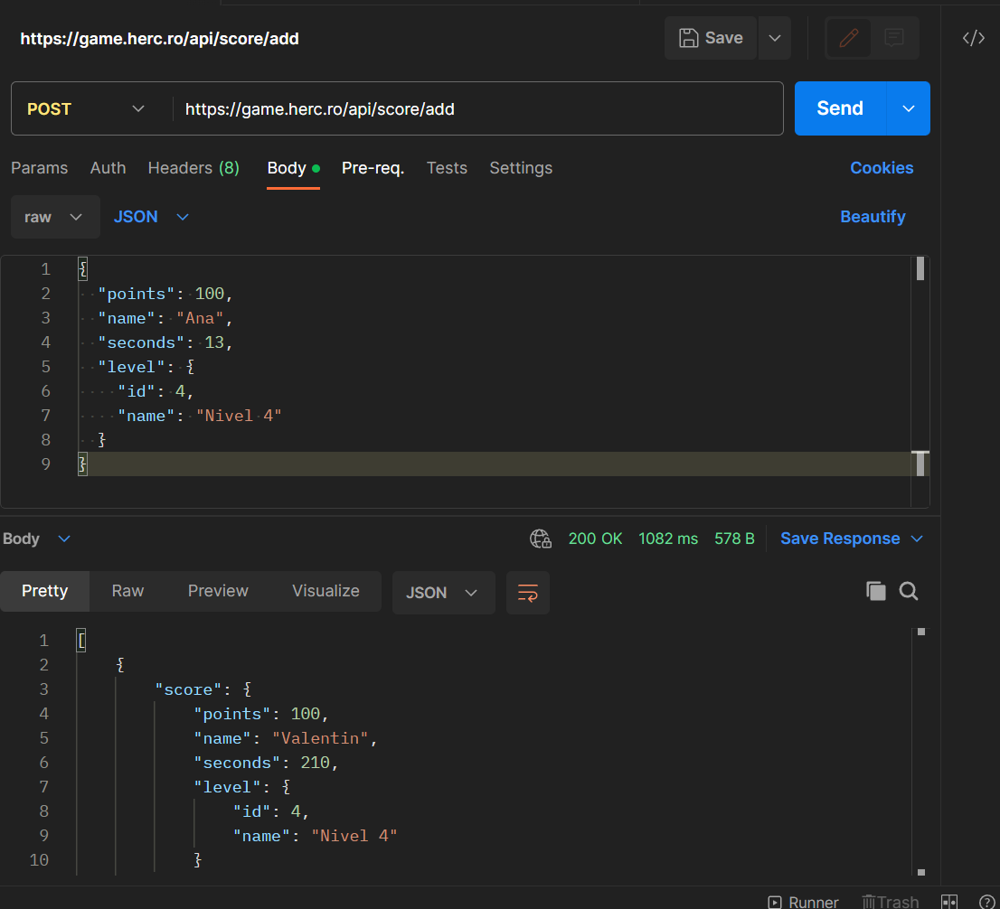 https://game.herc.ro/api/score/add
Save
POST
https://game.herc.ro/api/score/add
Send
Params Auth Headers (8) Body Pre-req. Tests Settings Cookies
raw JSON Beautify
1 {
2 "points": 100,
3 "name": "Ana",
4 "seconds": 13,
5 "level": {
6 "id": 4,
7 "name": "Nivel 4"
8 }
9 }
Body 200 OK 1082 ms 578 B Save Response
Pretty Raw Preview Visualize JSON
1 [
2 {
3 "score": {
4 "points": 100,
5 "name": "Valentin",
6 "seconds": 210,
7 "level": {
8 "id": 4,
9 "name": "Nivel 4"
10 }
Runner Trash